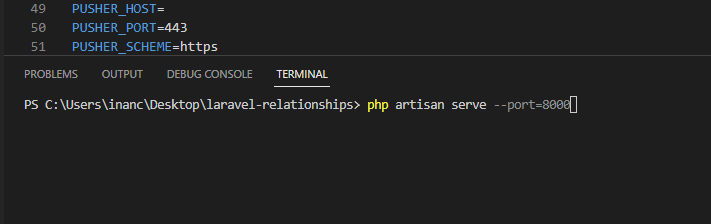 49 PUSHER_HOST=
50 PUSHER_PORT=443
51 PUSHER_SCHEME=https
PROBLEMS OUTPUT DEBUG CONSOLE TERMINAL
PS C:\Users\inanc\Desktop\laravel-relationships> php artisan serve --port=8000